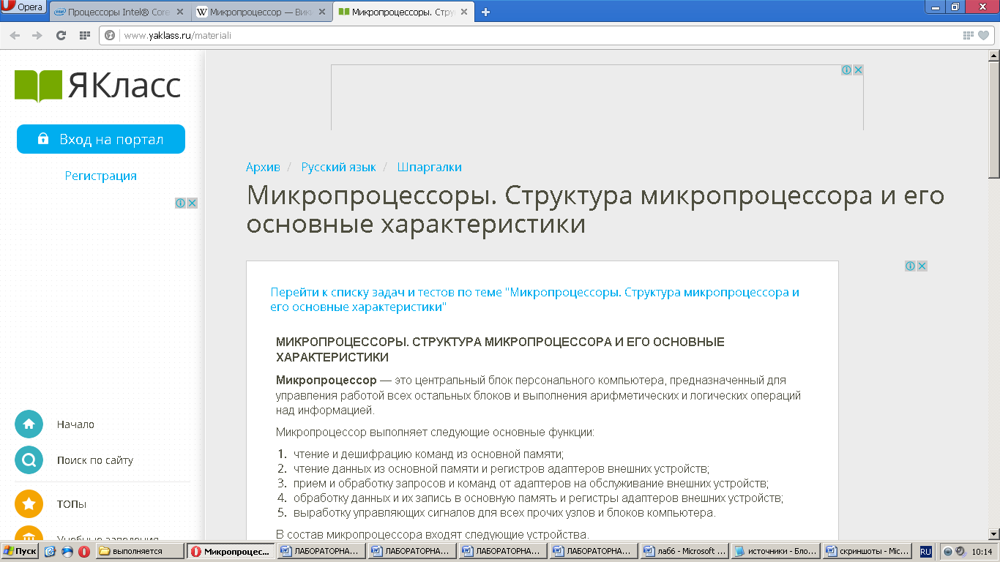 Opera
Процессоры Intel® Core
Микропроцессор — Вики
Микропроцессоры. Стру
www.yaklass.ru/materiali
ЯКласс
Вход на портал
Регистрация
Архив / Русский язык / Шпаргалки
Микропроцессоры. Структура микропроцессора и его
основные характеристики
Перейти к списку задач и тестов по теме "Микропроцессоры. Структура микропроцессора и
его основные характеристики"
МИКРОПРОЦЕССОРЫ. СТРУКТУРА МИКРОПРОЦЕССОРА И ЕГО ОСНОВНЫЕ
ХАРАКТЕРИСТИКИ
Микропроцессор — это центральный блок персонального компьютера, предназначенный для
управления работой всех остальных блоков и выполнения арифметических и логических операций
над информацией.
Микропроцессор выполняет следующие основные функции:
1. чтение и дешифрацию команд из основной памяти;
2. чтение данных из основной памяти и регистров адаптеров внешних устройств;
3. прием и обработку запросов и команд от адаптеров на обслуживание внешних устройств;
4. обработку данных и их запись в основную память и регистры адаптеров внешних устройств;
5. выработку управляющих сигналов для всех прочих узлов и блоков компьютера.
В состав микропроцессора входят следующие устройства.
Начало
Поиск по сайту
ТОПы
Учебные заведения
Пуск
выполняется
Микропроцес...
ЛАБОРАТОРНА...
ЛАБОРАТОРНА...
ЛАБОРАТОРНА...
ЛАБОРАТОРНА...
лаб6 - Microsoft ...
источники - Бло...
скриншоты - Mic...
RU
10:14